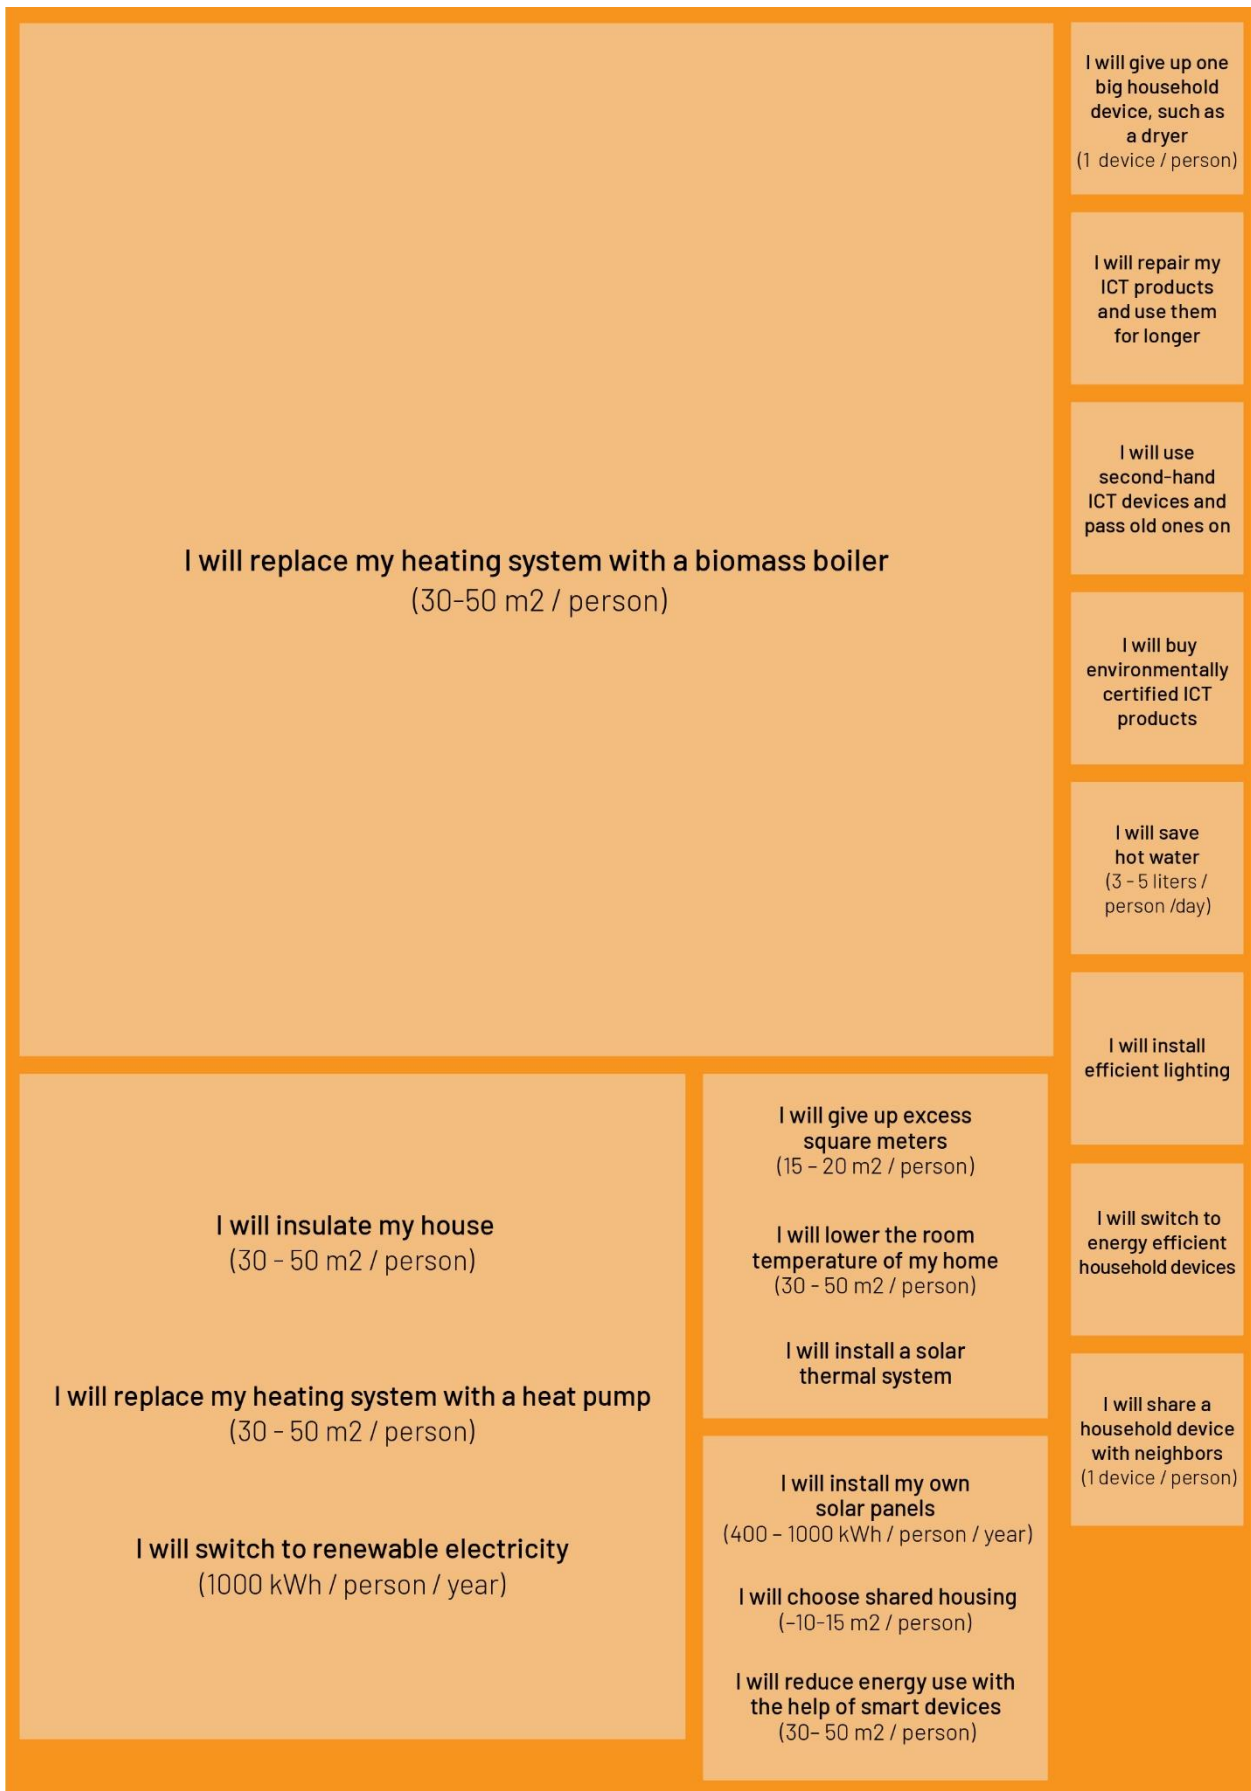 I will replace my heating system with a biomass boiler
(30-50 m2 / person)
I will insulate my house
(30 - 50 m2 / person)
I will replace my heating system with a heat pump
(30 - 50 m2 / person)
I will switch to renewable electricity
(1000 kWh / person / year)
I will give up excess
square meters
(15 – 20 m2 / person)
I will lower the room
temperature of my home
(30 - 50 m2 / person)
I will install a solar
thermal system
I will install my own
solar panels
(400 – 1000 kWh / person / year)
I will choose shared housing
(–10-15 m2 / person)
I will reduce energy use with
the help of smart devices
(30– 50 m2 / person)
I will give up one
big household
device, such as
a dryer
(1 device / person)
I will repair my
ICT products
and use them
for longer
I will use
second-hand
ICT devices and
pass old ones on
I will buy
environmentally
certified ICT
products
I will save
hot water
(3 - 5 liters /
person /day)
I will install
efficient lighting
I will switch to
energy efficient
household devices
I will share a
household device
with neighbors
(1 device / person)